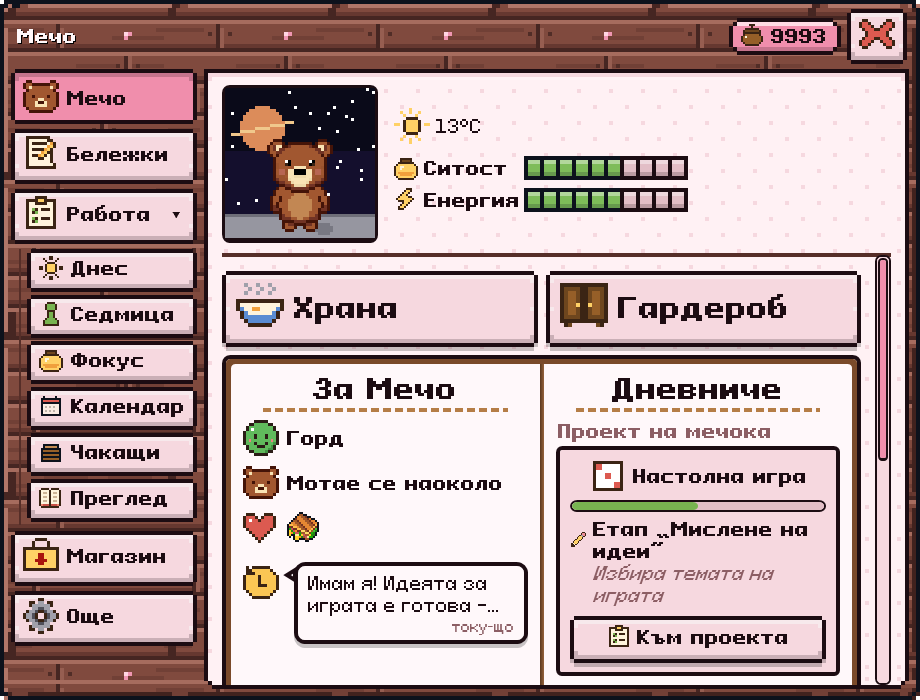 Мечо
9993
Мечо
Бележки
Работа
Днес
Седмица
Фокус
Календар
Чакащи
Преглед
Магазин
Още
13°C
Ситост
Енергия
Храна
Гардероб
За Мечо
Горд
Мотае се наоколо
Имам я! Идеята за
играта е готова –...
току-що
Дневниче
Проект на мечока
Настолна игра
Етап „Мислене на
идеи“
Избира темата на
играта
Към проекта